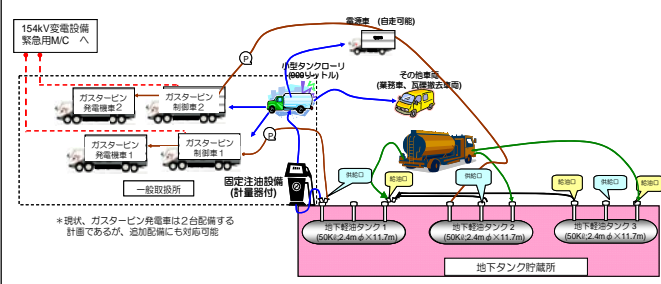 154kV変電設備
緊急用M/C へ
電源車 (自走可能)
P
小型タンクローリ
(900リットル)
その他車両
(業務車、瓦礫撤去車両)
ガスタービン
発電機車2
ガスタービン
制御車2
ガスタービン
発電機車1
ガスタービン
制御車1
P
一般取扱所
固定注油設備
(計量器付)
供給口
給油口
供給口
給油口
供給口
給油口
*現状、ガスタービン発電車は2台配備する
計画であるが、追加配備にも対応可能
地下軽油タンク1
(50Kℓ;2.4mφ×11.7m)
地下軽油タンク2
(50Kℓ;2.4mφ×11.7m)
地下軽油タンク3
(50Kℓ;2.4mφ×11.7m)
地下タンク貯蔵所